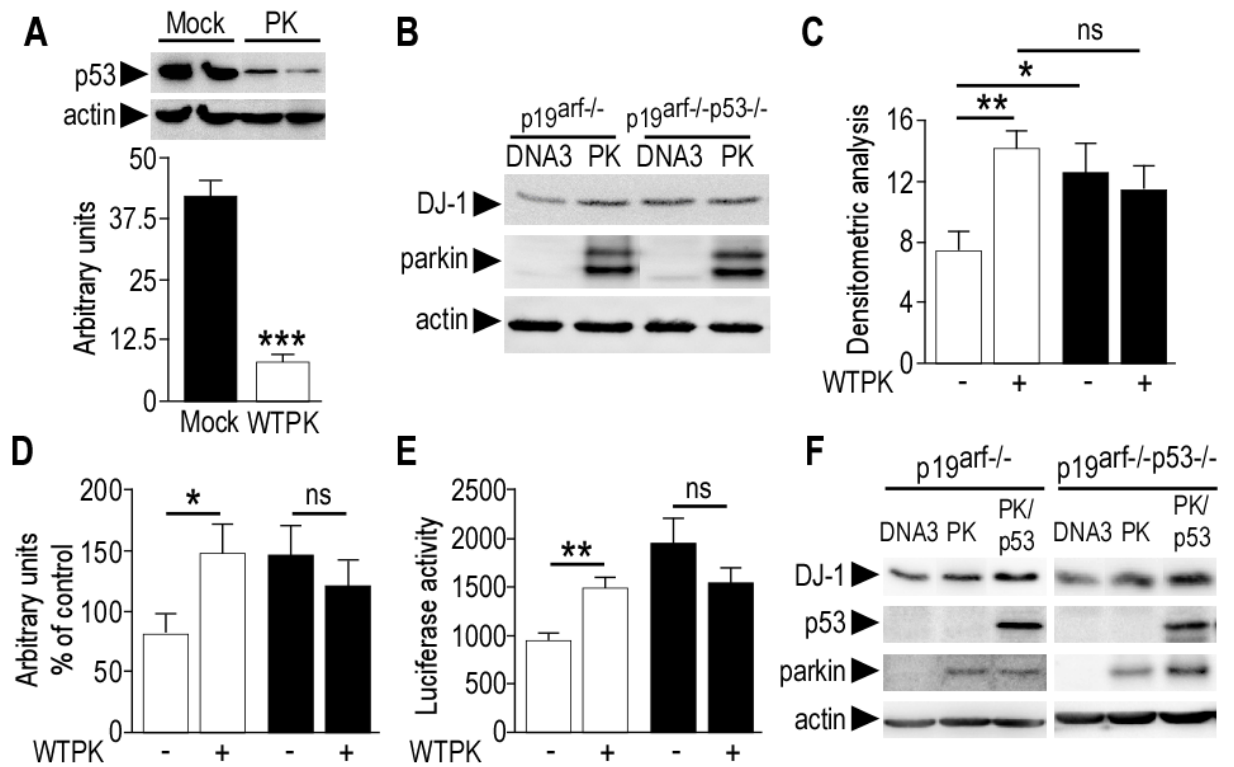 A
Mock PK
p53
actin
50
37.5
25
12.5
0
Arbitrary units
***
Mock WTPK
B
p19arf-/- p19arf-/-p53-/-
DNA3 PK DNA3 PK
DJ-1
parkin
actin
C
ns
*
**
16
12
8
4
0
Densitometric analysis
WTPK - + - +
D
200
150
100
50
0
Arbitrary units
% of control
* ns
WTPK - + - +
E
2500
2000
1500
1000
500
0
Luciferase activity
** ns
WTPK - + - +
F
p19arf-/- p19arf-/-p53-/-
DNA3 PK PK/
p53
DNA3 PK PK/
p53
DJ-1
p53
parkin
actin